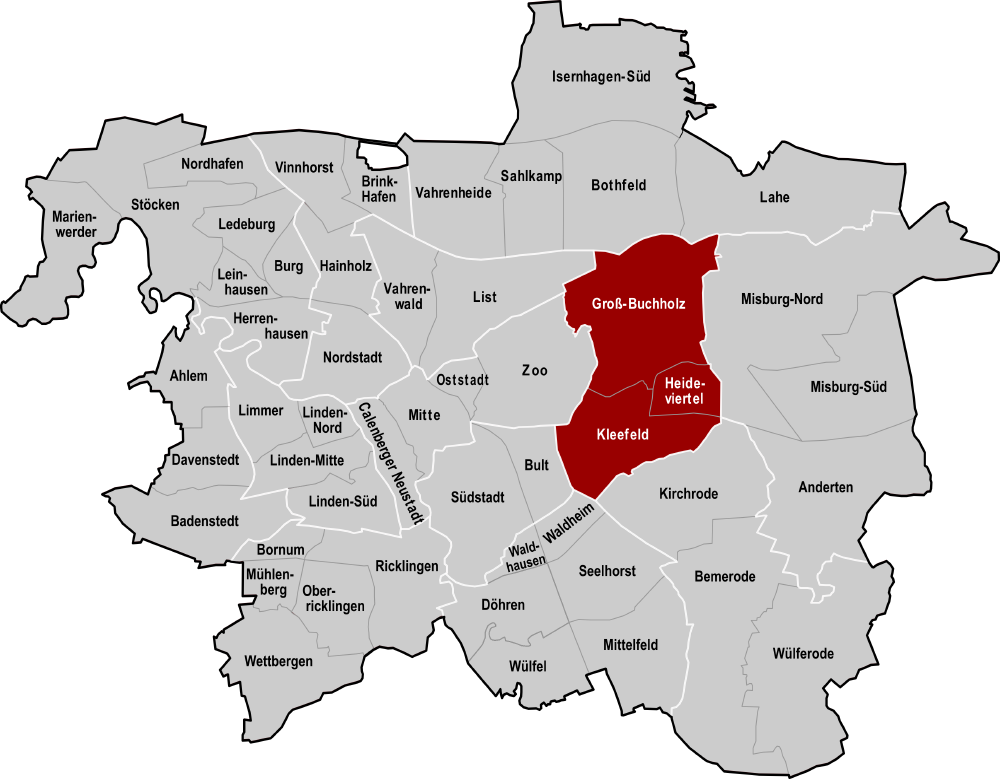 Isernhagen-Süd
Nordhafen
Vinnhorst
Brink-
Hafen
Vahrenheide
Sahlkamp
Bothfeld
Lahe
Marien-
werder
Stöcken
Ledeburg
Burg
Hainholz
Lein-
hausen
Vahren-
wald
List
Groß-Buchholz
Misburg-Nord
Herren-
hausen
Nordstadt
Oststadt
Zoo
Heide-
viertel
Misburg-Süd
Ahlem
Limmer
Linden-
Nord
Calenberger Neustadt
Mitte
Kleefeld
Davenstedt
Linden-Mitte
Bult
Südstadt
Linden-Süd
Kirchrode
Anderten
Badenstedt
Waldheim
Wald-
hausen
Bornum
Ricklingen
Mühlen-
berg
Ober-
ricklingen
Seelhorst
Bemerode
Döhren
Wettbergen
Wülfel
Mittelfeld
Wülferode